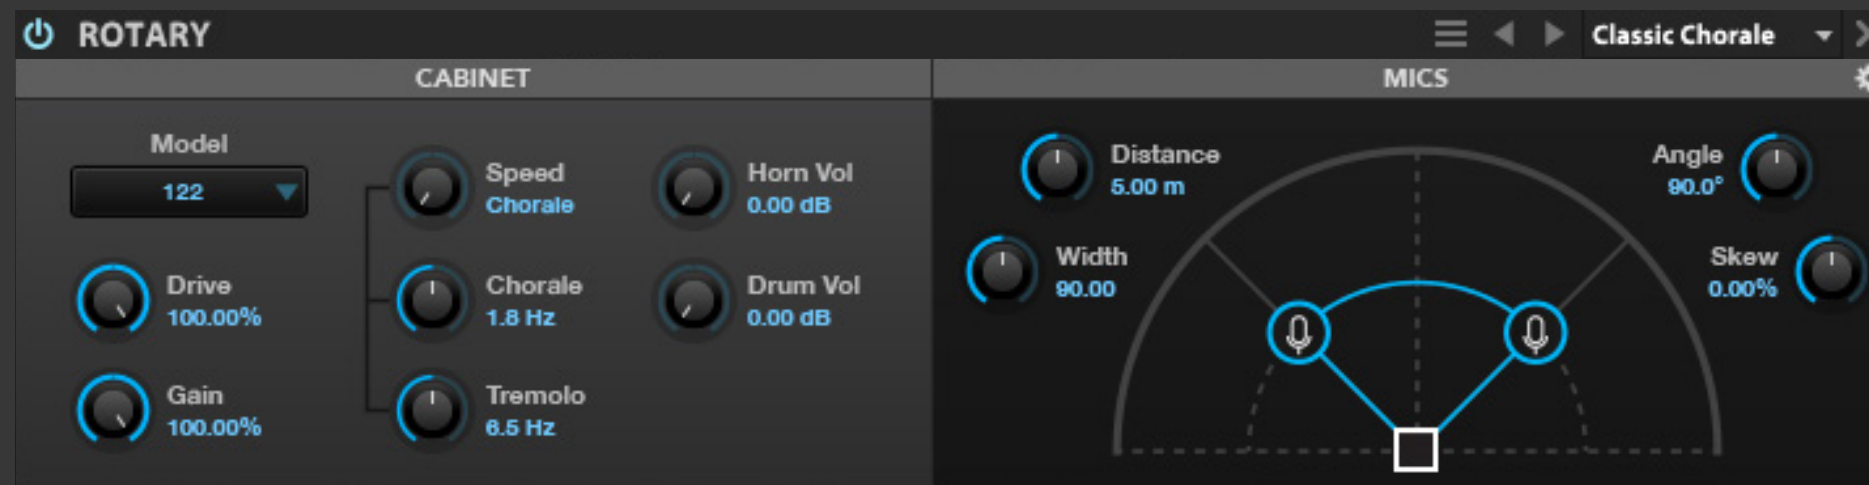 ROTARY
Classic Chorale
CABINET
MICS
Model
122
Speed
Chorale
Horn Vol
0.00 dB
Drive
100.00%
Chorale
1.8 Hz
Drum Vol
0.00 dB
Gain
100.00%
Tremolo
6.5 Hz
Distance
5.00 m
Angle
90.0°
Width
90.00
Skew
0.00%